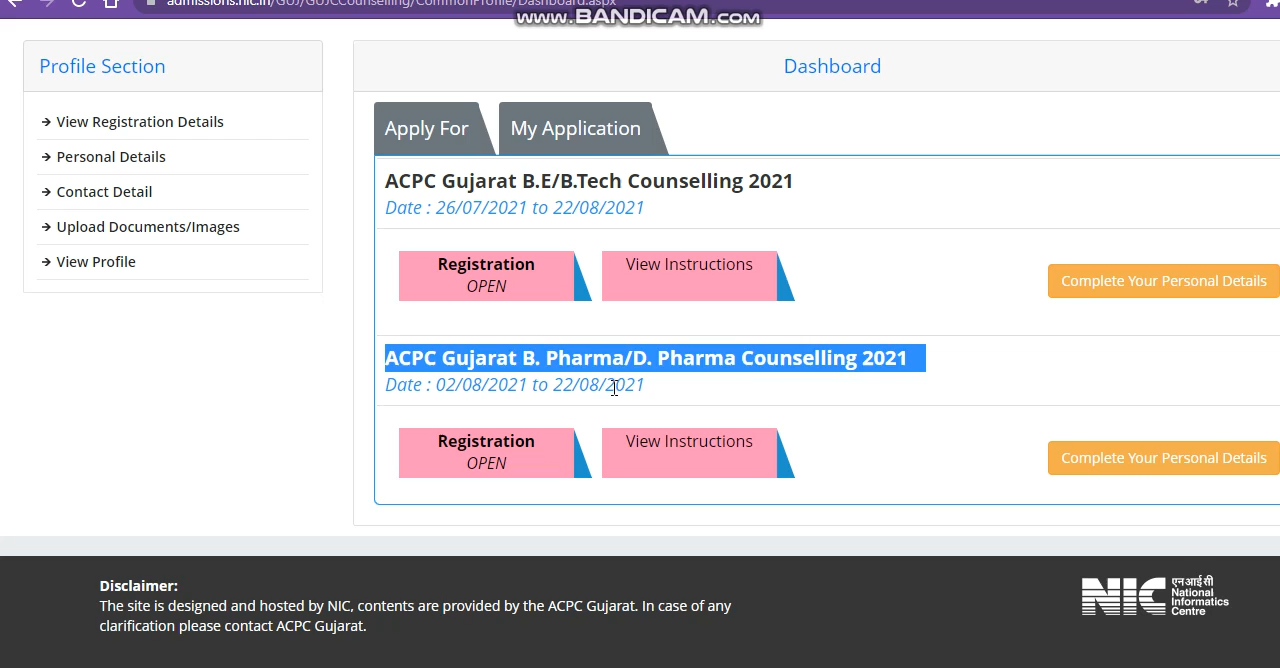 admissions.nic.in/GUJ/GUJCCounselling/CommonProfile/Dashboard.aspx
www.BANDICAM.com
Profile Section
→ View Registration Details
→ Personal Details
→ Contact Detail
→ Upload Documents/Images
→ View Profile
Dashboard
Apply For
My Application
ACPC Gujarat B.E/B.Tech Counselling 2021
Date : 26/07/2021 to 22/08/2021
Registration
OPEN
View Instructions
Complete Your Personal Details
ACPC Gujarat B. Pharma/D. Pharma Counselling 2021
Date : 02/08/2021 to 22/08/2021
Registration
OPEN
View Instructions
Complete Your Personal Details
Disclaimer:
The site is designed and hosted by NIC, contents are provided by the ACPC Gujarat. In case of any
clarification please contact ACPC Gujarat.
NIC
एन आई सी
National
Informatics
Centre